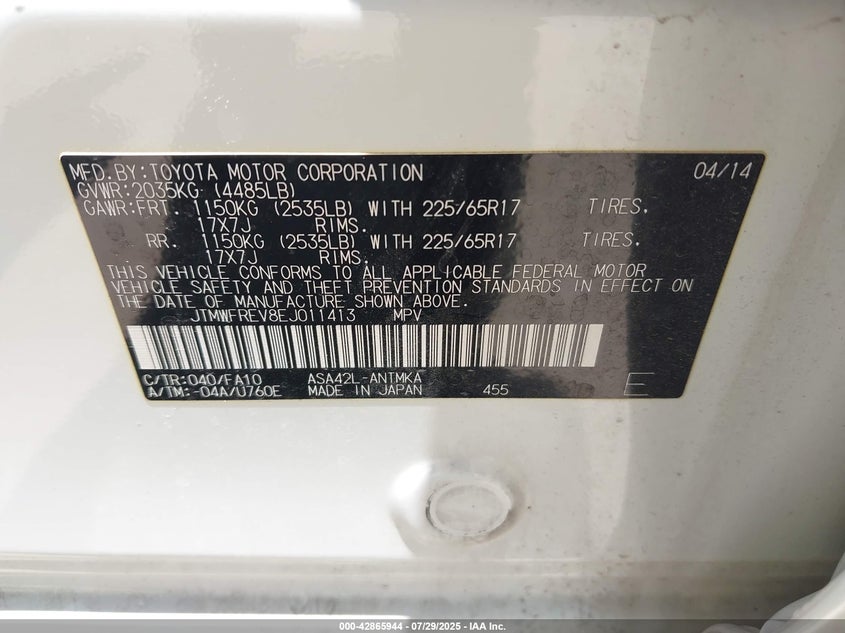 MFD.BY:TOYOTA MOTOR CORPORATION 04/14
GVWR:2035KG (4485LB)
GAWR:FRT. 1150KG (2535LB) WITH 225/65R17 TIRES.
17X7J RIMS.
RR. 1150KG (2535LB) WITH 225/65R17 TIRES.
17X7J RIMS.
THIS VEHICLE CONFORMS TO ALL APPLICABLE FEDERAL MOTOR
VEHICLE SAFETY AND THEFT PREVENTION STANDARDS IN EFFECT ON
THE DATE OF MANUFACTURE SHOWN ABOVE.
JTMWFREV8EJ011413 MPV
C/TR:040/FA10 ASA42L-ANTMKA
A/TM:-04A/U760E MADE IN JAPAN 455 E
000-42865944 | 07/29/2025 - IAA Inc.